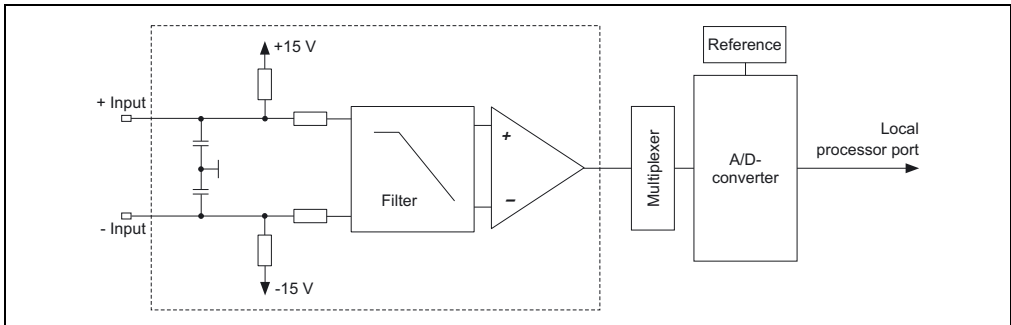 +15 V
Reference
+ Input
Filter
+
−
Multiplexer
A/D-
converter
Local
processor port
- Input
-15 V